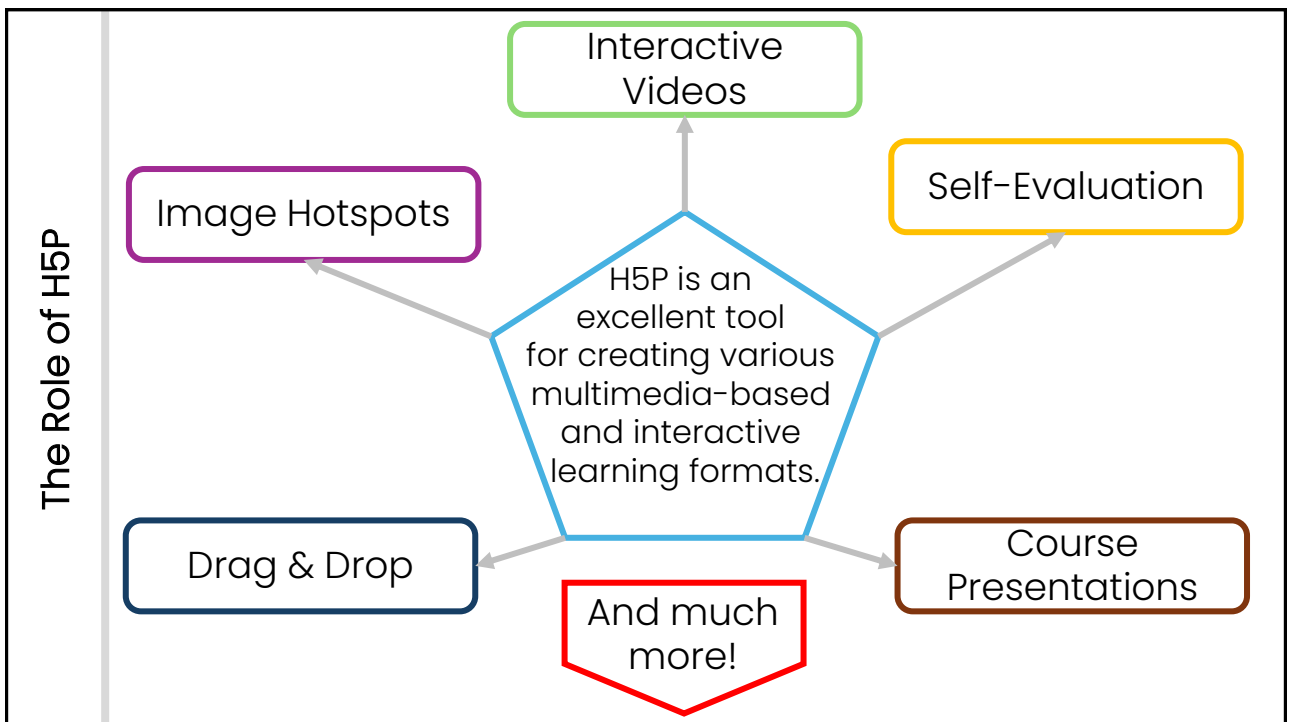 The Role of H5P
Interactive
Videos
Self-Evaluation
Image Hotspots
H5P is an
excellent tool
for creating various
multimedia-based
and interactive
learning formats.
Drag & Drop
Course
Presentations
And much
more!